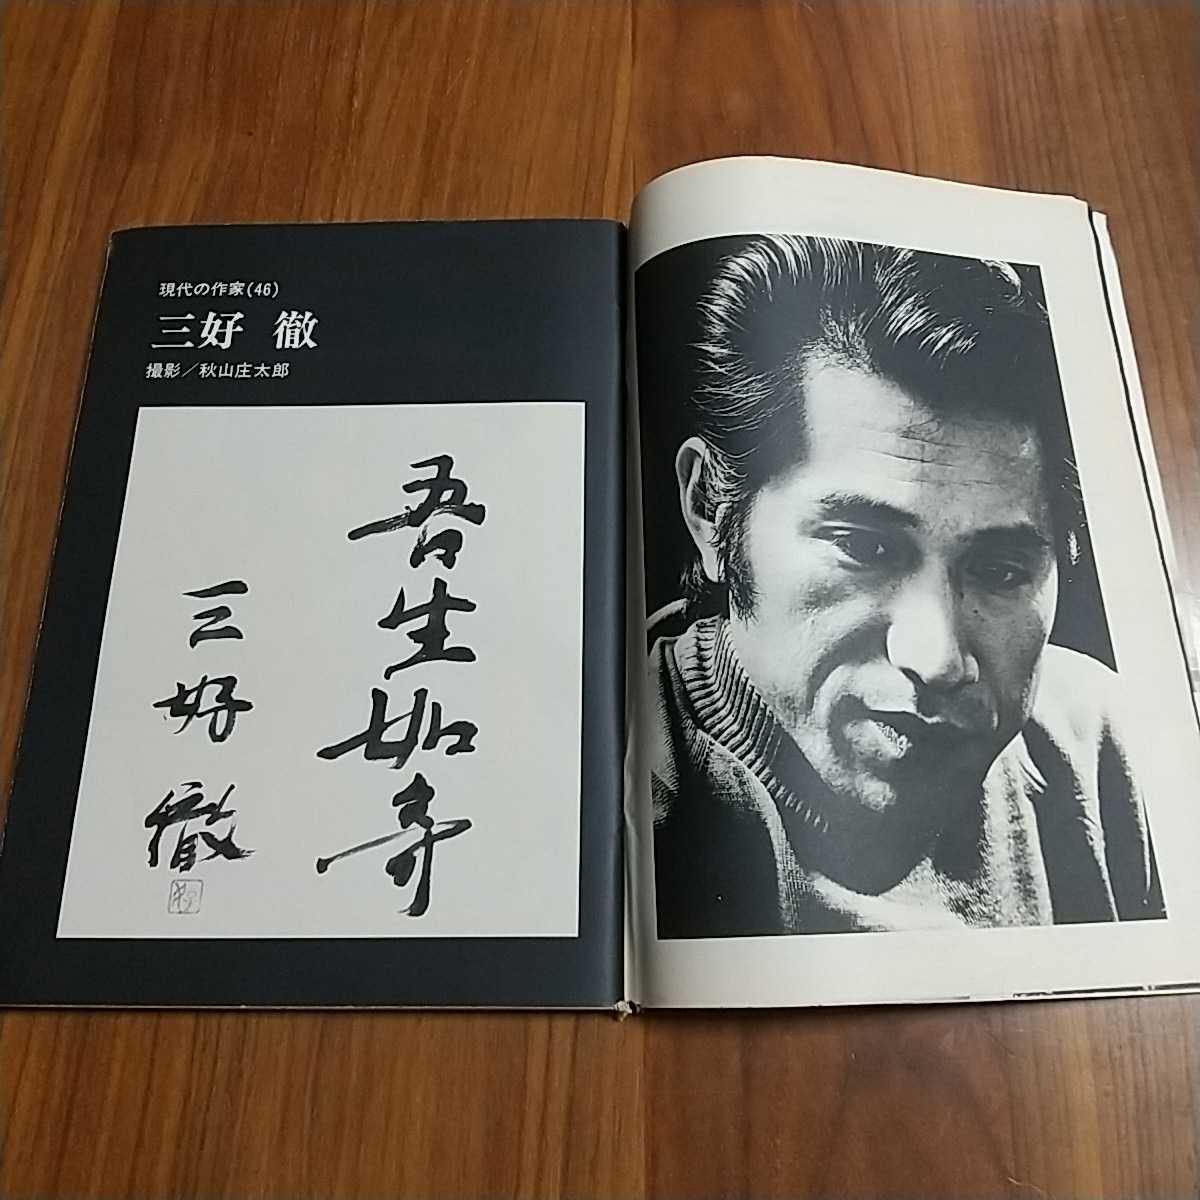 現代の作家(46)
三好 徹
撮影／秋山庄太郎
吾生如寄
三好徹